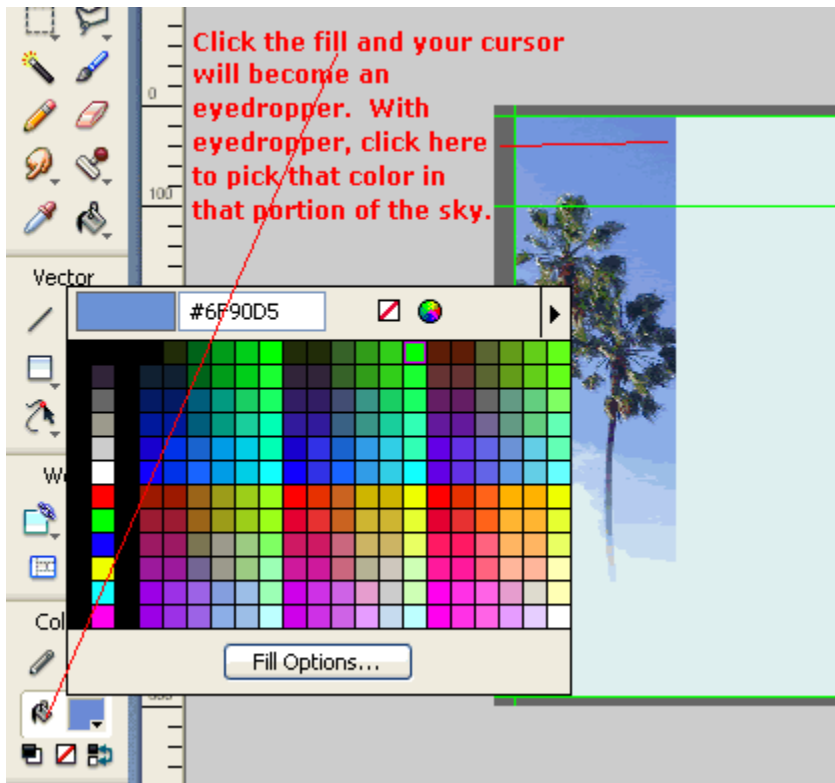 Click the fill and your cursor
will become an
eyedropper. With
eyedropper, click here
to pick that color in
that portion of the sky.
0
100
Vector
#6F90D5
Col
Fill Options...